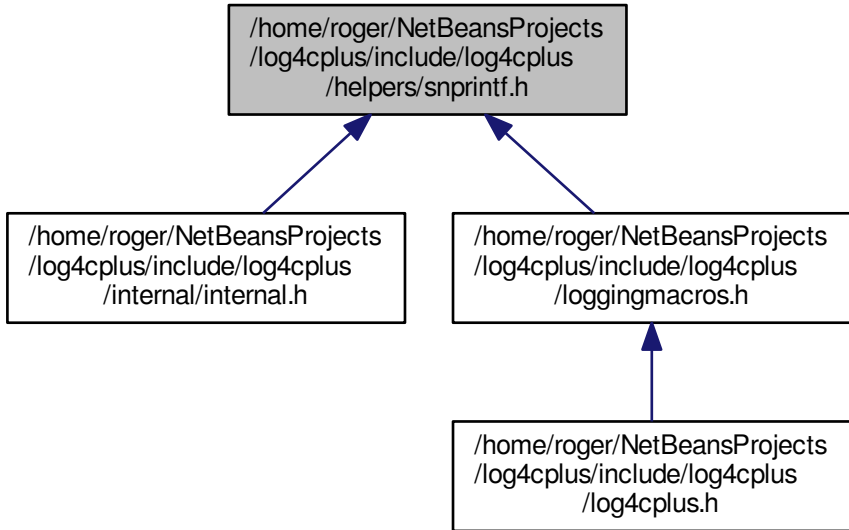 /home/roger/NetBeansProjects
/log4cplus/include/log4cplus
/helpers/snprintf.h
/home/roger/NetBeansProjects
/log4cplus/include/log4cplus
/internal/internal.h
/home/roger/NetBeansProjects
/log4cplus/include/log4cplus
/loggingmacros.h
/home/roger/NetBeansProjects
/log4cplus/include/log4cplus
/log4cplus.h